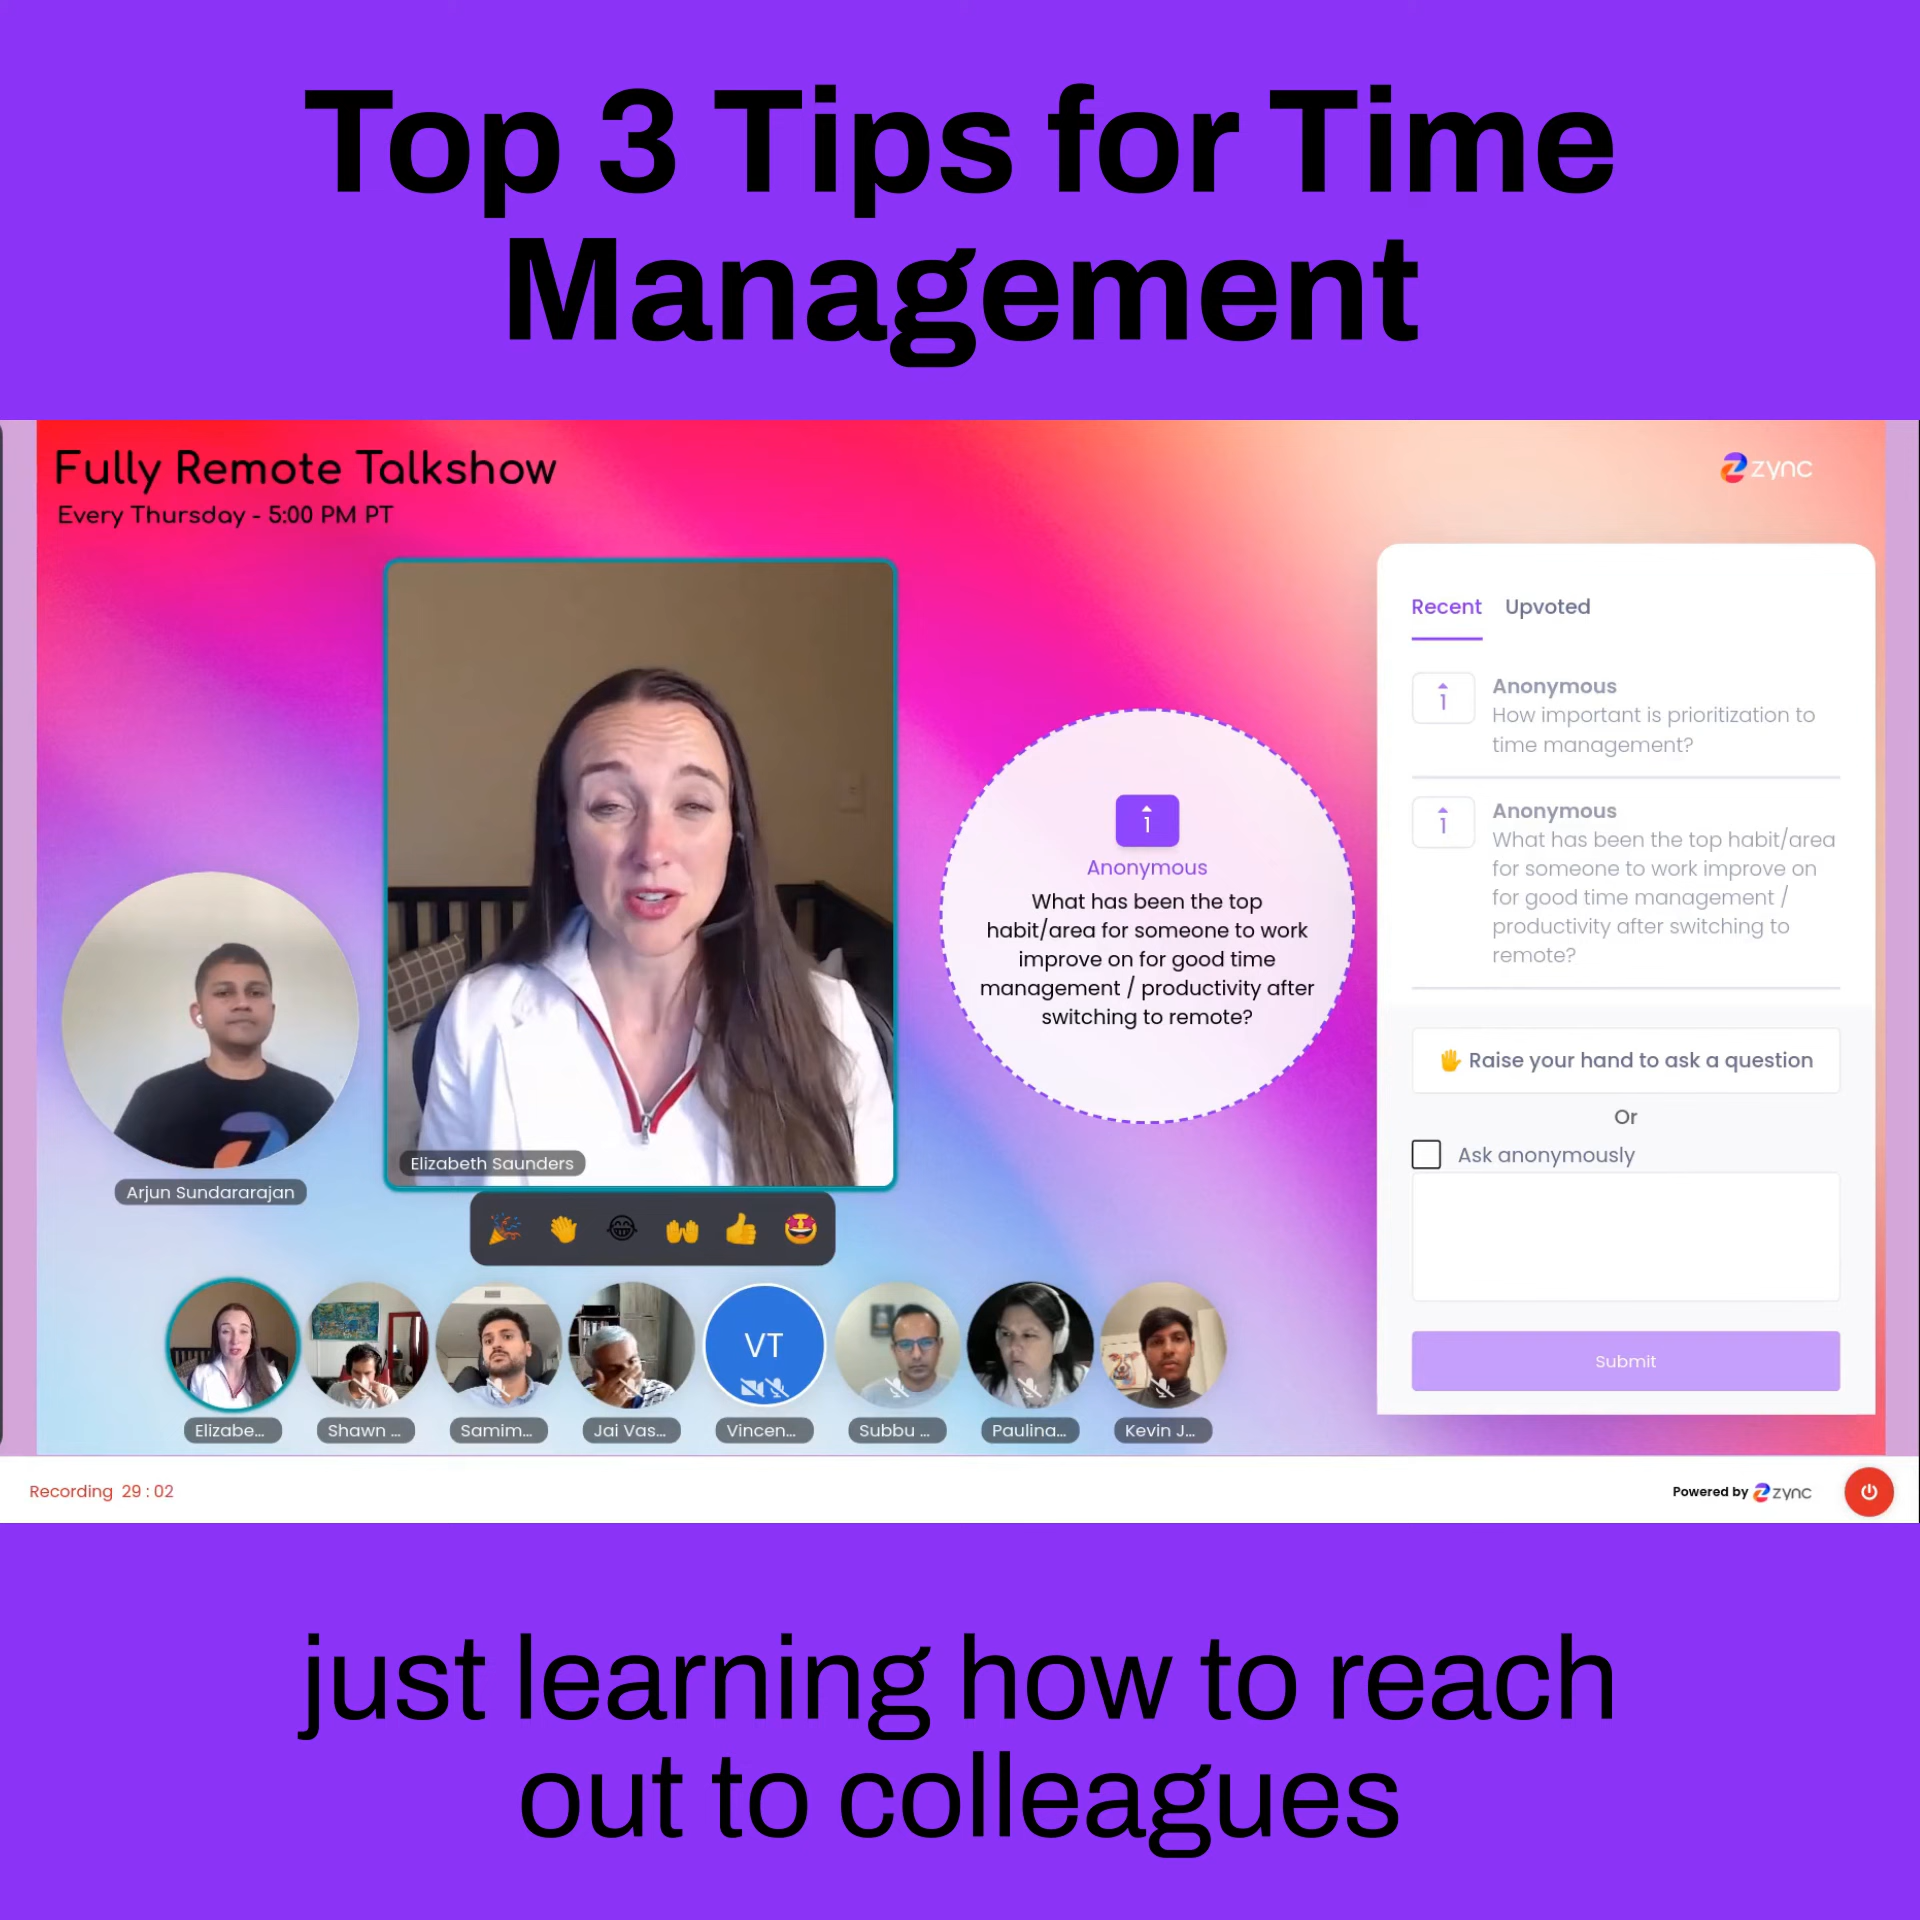 Top 3 Tips for Time
Management
Fully Remote Talkshow
Every Thursday - 5:00 PM PT
zync
Arjun Sundararajan
Elizabeth Saunders
1
Anonymous
What has been the top
habit/area for someone to work
improve on for good time
management / productivity after
switching to remote?
Recent Upvoted
1
Anonymous
How important is prioritization to
time management?
1
Anonymous
What has been the top habit/area
for someone to work improve on
for good time management /
productivity after switching to
remote?
Raise your hand to ask a question
Or
Ask anonymously
Submit
VT
Elizabe... Shawn ... Samim... Jai Vas... Vincen... Subbu ... Paulina... Kevin J...
Recording 29 : 02
Powered by zync
just learning how to reach
out to colleagues